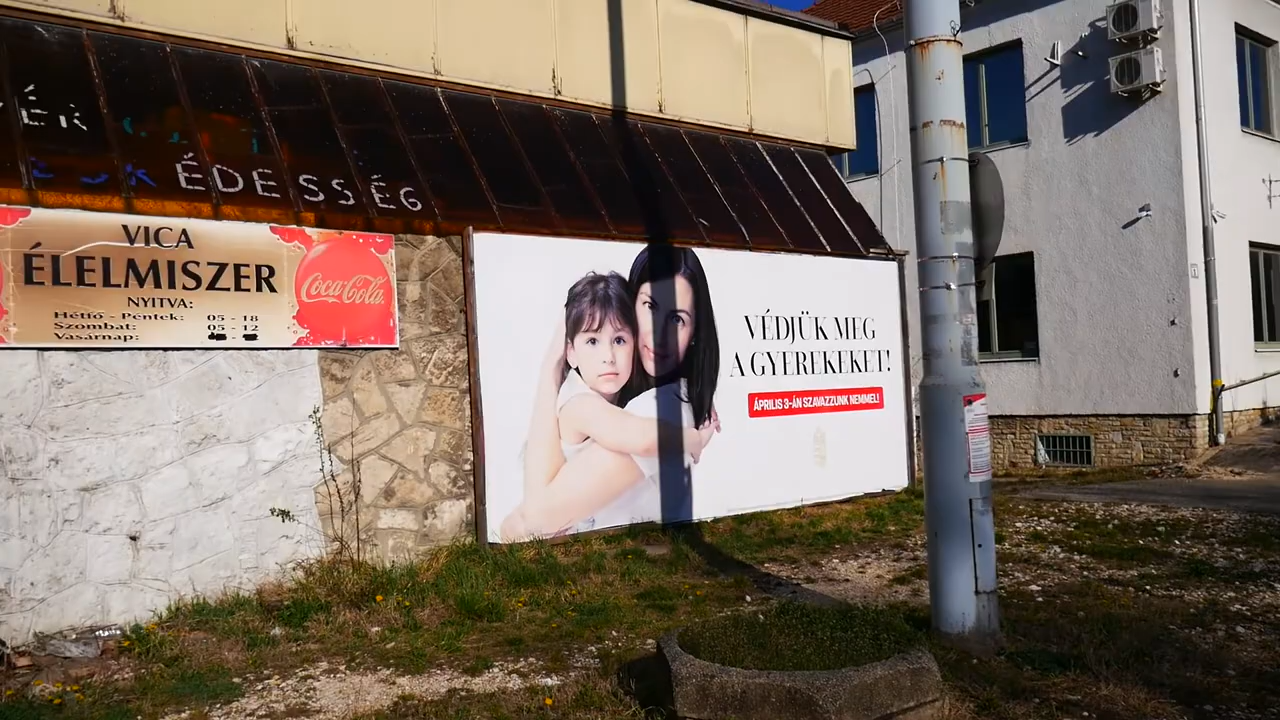 ÉDESSÉG
VICA
ÉLELMISZER
NYITVA:
Hétfő - Péntek: 05 - 18
Szombat: 05 - 12
Vasárnap:
Coca-Cola
VÉDJÜK MEG
A GYEREKEKET!
ÁPRILIS 3-ÁN SZAVAZZUNK NEMMEL!